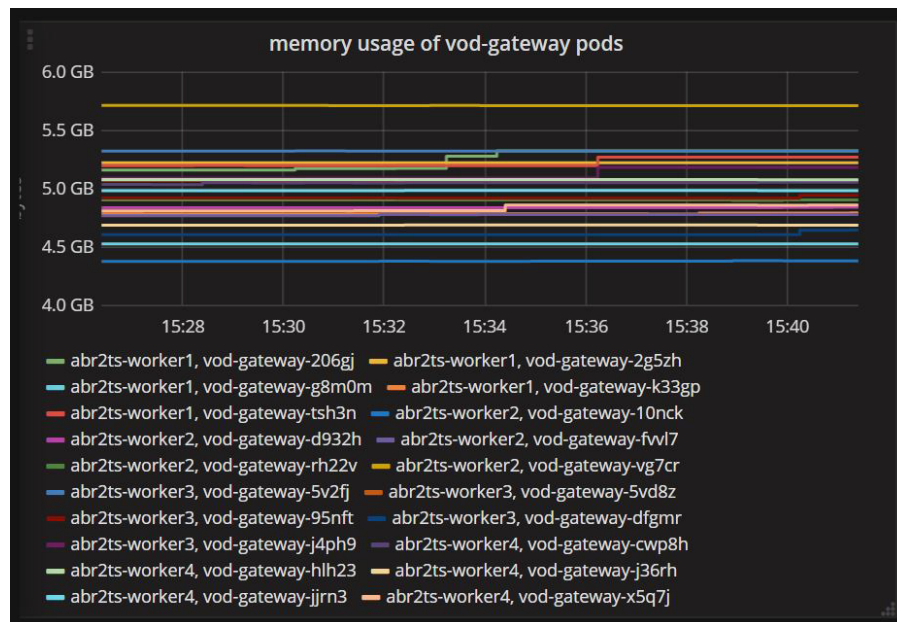 memory usage of vod-gateway pods
6.0 GB
5.5 GB
5.0 GB
4.5 GB
4.0 GB
15:28 15:30 15:32 15:34 15:36 15:38 15:40
abr2ts-worker1, vod-gateway-206gj abr2ts-worker1, vod-gateway-2g5zh
abr2ts-worker1, vod-gateway-g8m0m abr2ts-worker1, vod-gateway-k33gp
abr2ts-worker1, vod-gateway-tsh3n abr2ts-worker2, vod-gateway-10nck
abr2ts-worker2, vod-gateway-d932h abr2ts-worker2, vod-gateway-fvvl7
abr2ts-worker2, vod-gateway-rh22v abr2ts-worker2, vod-gateway-vg7cr
abr2ts-worker3, vod-gateway-5v2fj abr2ts-worker3, vod-gateway-5vd8z
abr2ts-worker3, vod-gateway-95nft abr2ts-worker3, vod-gateway-dfgmr
abr2ts-worker3, vod-gateway-j4ph9 abr2ts-worker4, vod-gateway-cwp8h
abr2ts-worker4, vod-gateway-hlh23 abr2ts-worker4, vod-gateway-j36rh
abr2ts-worker4, vod-gateway-jjrn3 abr2ts-worker4, vod-gateway-x5q7j